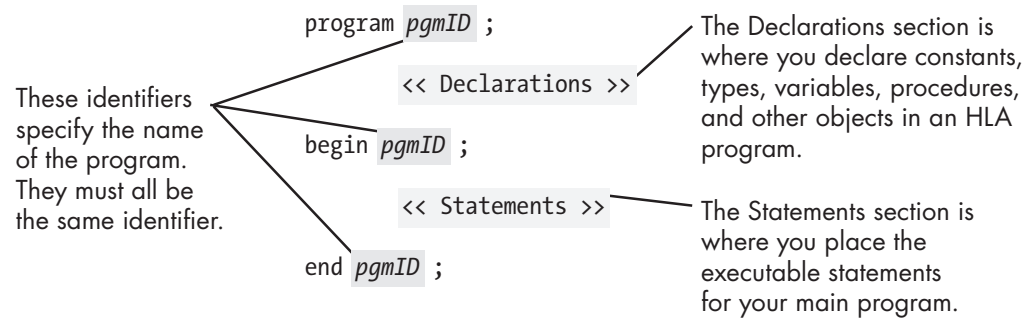 program pgmID ;
<< Declarations >>
begin pgmID ;
<< Statements >>
end pgmID ;
These identifiers
specify the name
of the program.
They must all be
the same identifier.
The Declarations section is
where you declare constants,
types, variables, procedures,
and other objects in an HLA
program.
The Statements section is
where you place the
executable statements
for your main program.